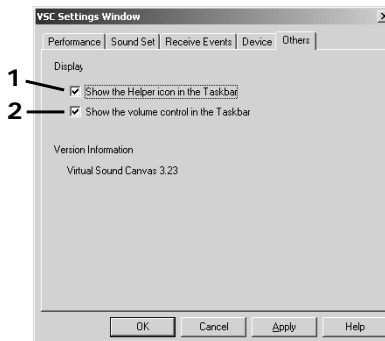 VSC Settings Window
Performance Sound Set Receive Events Device Others
Display
1
Show the Helper icon in the Taskbar
2
Show the volume control in the Taskbar
Version Information
Virtual Sound Canvas 3.23
OK Cancel Apply Help